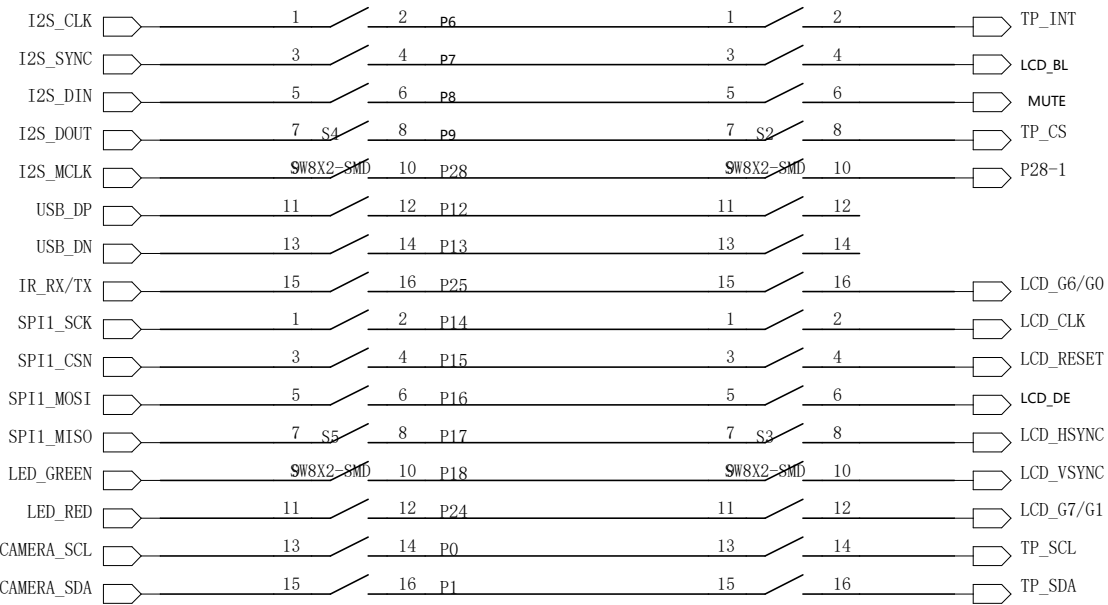 I2S_CLK 1 2 P6 1 2 TP_INT
I2S_SYNC 3 4 P7 3 4 LCD_BL
I2S_DIN 5 6 P8 5 6 MUTE
I2S_DOUT 7 S4 8 P9 7 S2 8 TP_CS
I2S_MCLK 9 SW8X2-SMD 10 P28 9 SW8X2-SMD 10 P28-1
USB_DP 11 12 P12 11 12
USB_DN 13 14 P13 13 14
IR_RX/TX 15 16 P25 15 16 LCD_G6/G0
SPI1_SCK 1 2 P14 1 2 LCD_CLK
SPI1_CSN 3 4 P15 3 4 LCD_RESET
SPI1_MOSI 5 6 P16 5 6 LCD_DE
SPI1_MISO 7 S5 8 P17 7 S3 8 LCD_HSYNC
LED_GREEN 9 SW8X2-SMD 10 P18 9 SW8X2-SMD 10 LCD_VSYNC
LED_RED 11 12 P24 11 12 LCD_G7/G1
CAMERA_SCL 13 14 P0 13 14 TP_SCL
CAMERA_SDA 15 16 P1 15 16 TP_SDA